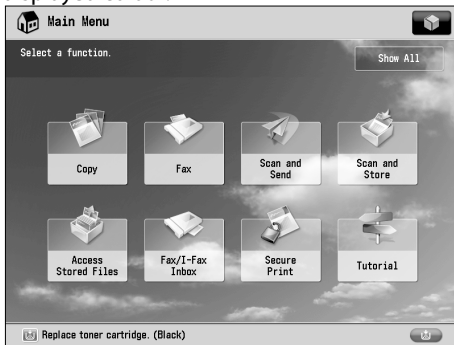 Main Menu
Select a function.
Show All
Copy
Fax
Scan and
Send
Scan and
Store
Access
Stored Files
Fax/I-Fax
Inbox
Secure
Print
Tutorial
Replace toner cartridge. (Black)